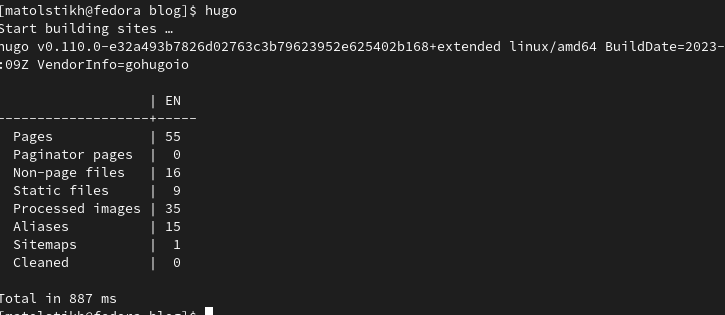 [matolstikh@fedora blog]$ hugo
Start building sites …
hugo v0.110.0-e32a493b7826d02763c3b79623952e625402b168+extended linux/amd64 BuildDate=2023-
:09Z VendorInfo=gohugoio
| EN
-------------------+-----
Pages | 55
Paginator pages | 0
Non-page files | 16
Static files | 9
Processed images | 35
Aliases | 15
Sitemaps | 1
Cleaned | 0
Total in 887 ms
[matolstikh@fedora blog]$